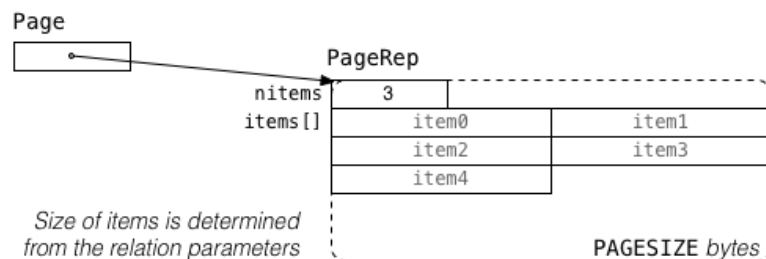 Page
PageRep
nitems 3
items[] item0 item1
item2 item3
item4
Size of items is determined
from the relation parameters
PAGESIZE bytes